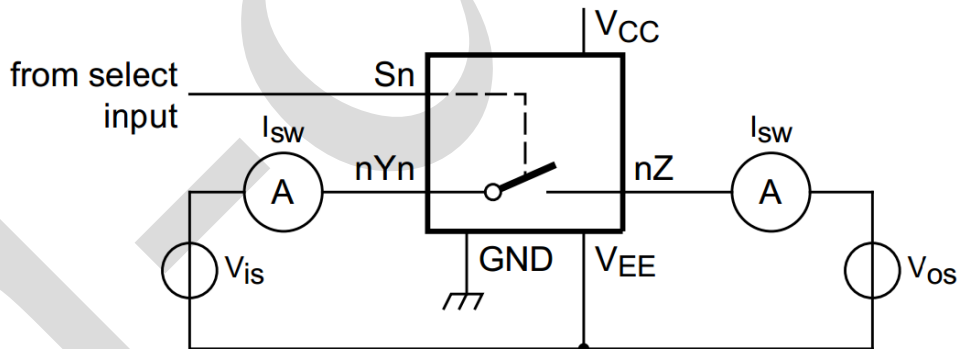 VCC
from select
input
Sn
Isw
Isw
nYn
nZ
A
A
GND
VEE
Vis
Vos